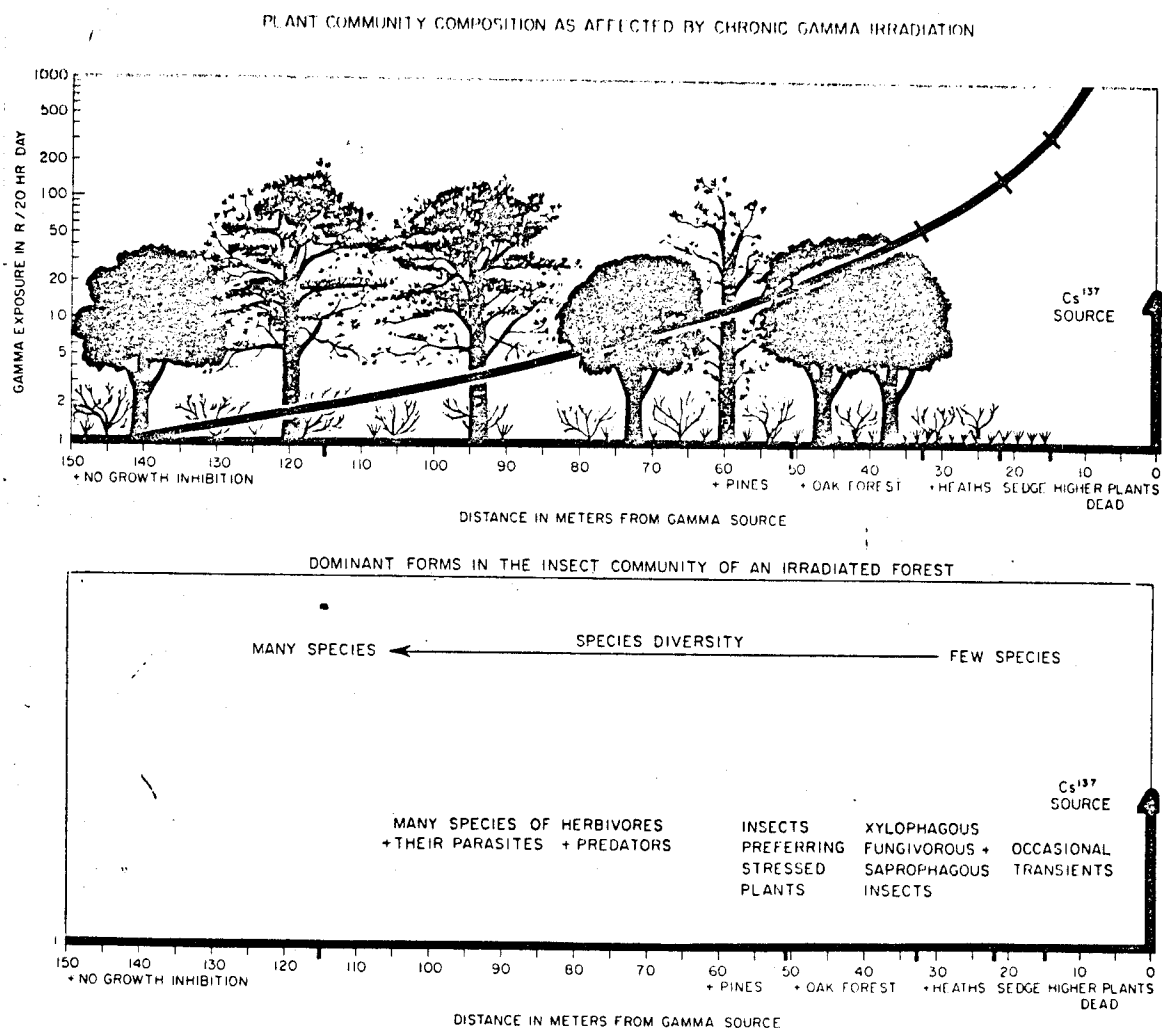 PLANT COMMUNITY COMPOSITION AS AFFECTED BY CHRONIC GAMMA IRRADIATION
GAMMA EXPOSURE IN R / 20 HR DAY
1000
500
200
100
50
20
10
5
2
1
Cs137
SOURCE
150 140 130 120 110 100 90 80 70 60 50 40 30 20 10 0
+ NO GROWTH INHIBITION + PINES + OAK FOREST + HEATHS SEDGE HIGHER PLANTS
DEAD
DISTANCE IN METERS FROM GAMMA SOURCE
DOMINANT FORMS IN THE INSECT COMMUNITY OF AN IRRADIATED FOREST
MANY SPECIES SPECIES DIVERSITY FEW SPECIES
Cs137
SOURCE
MANY SPECIES OF HERBIVORES
+ THEIR PARASITES + PREDATORS
INSECTS
PREFERRING
STRESSED
PLANTS
XYLOPHAGOUS
FUNGIVOROUS +
SAPROPHAGOUS
INSECTS
OCCASIONAL
TRANSIENTS
1
150 140 130 120 110 100 90 80 70 60 50 40 30 20 10 0
+ NO GROWTH INHIBITION + PINES + OAK FOREST + HEATHS SEDGE HIGHER PLANTS
DEAD
DISTANCE IN METERS FROM GAMMA SOURCE